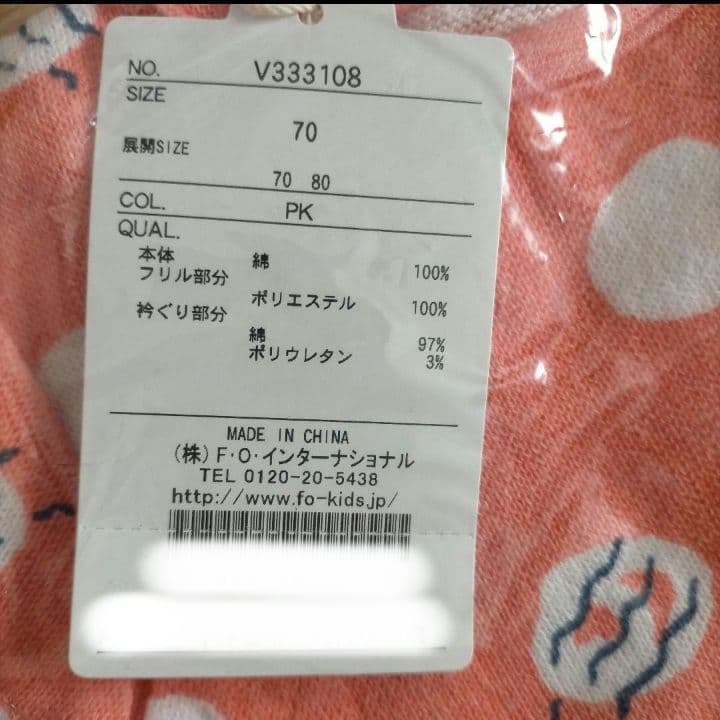 NO. V333108
SIZE
70
展開SIZE
70 80
COL. PK
QUAL.
本体 綿 100%
フリル部分
ポリエステル 100%
衿ぐり部分
綿 97%
ポリウレタン 3%
MADE IN CHINA
(株)F・O・インターナショナル
TEL 0120-20-5438
http://www.fo-kids.jp/